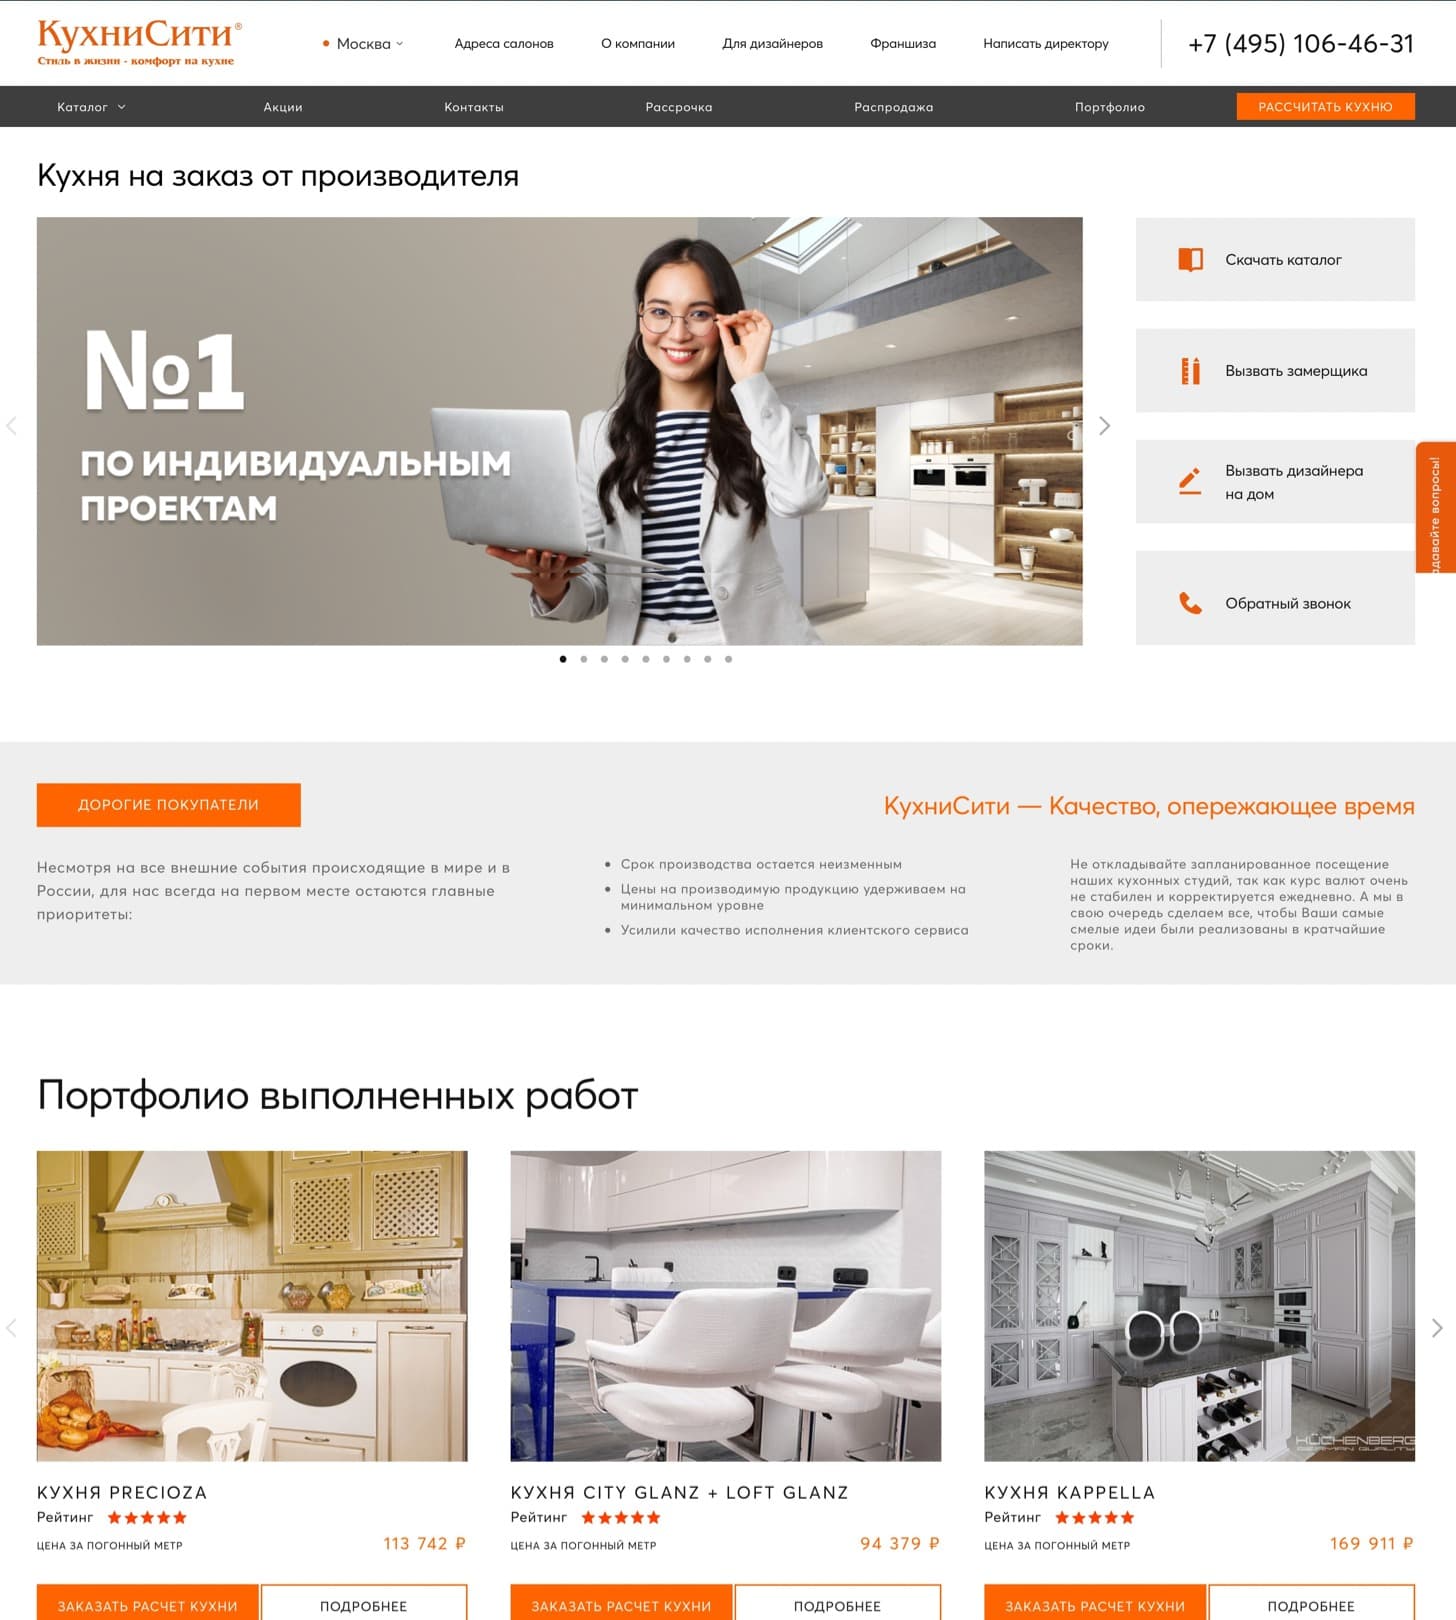 КухниСити®
Стиль в жизни - комфорт на кухне
Москва
Адреса салонов
О компании
Для дизайнеров
Франшиза
Написать директору
+7 (495) 106-46-31
Каталог
Акции
Контакты
Рассрочка
Распродажа
Портфолио
РАССЧИТАТЬ КУХНЮ
Кухня на заказ от производителя
№1
ПО ИНДИВИДУАЛЬНЫМ
ПРОЕКТАМ
Скачать каталог
Вызвать замерщика
Вызвать дизайнера
на дом
Обратный звонок
адавайте вопросы!
ДОРОГИЕ ПОКУПАТЕЛИ
КухниСити — Качество, опережающее время
Несмотря на все внешние события происходящие в мире и в
России, для нас всегда на первом месте остаются главные
приоритеты:
Срок производства остается неизменным
Цены на производимую продукцию удерживаем на
минимальном уровне
Усилили качество исполнения клиентского сервиса
Не откладывайте запланированное посещение
наших кухонных студий, так как курс валют очень
не стабилен и корректируется ежедневно. А мы в
свою очередь сделаем все, чтобы Ваши самые
смелые идеи были реализованы в кратчайшие
сроки.
Портфолио выполненных работ
KÜCHENBERG
GERMAN QUALITY
КУХНЯ PRECIOZA
Рейтинг
ЦЕНА ЗА ПОГОННЫЙ МЕТР
113 742 ₽
ЗАКАЗАТЬ РАСЧЕТ КУХНИ
ПОДРОБНЕЕ
КУХНЯ CITY GLANZ + LOFT GLANZ
Рейтинг
ЦЕНА ЗА ПОГОННЫЙ МЕТР
94 379 ₽
ЗАКАЗАТЬ РАСЧЕТ КУХНИ
ПОДРОБНЕЕ
КУХНЯ KAPPELLA
Рейтинг
ЦЕНА ЗА ПОГОННЫЙ МЕТР
169 911 ₽
ЗАКАЗАТЬ РАСЧЕТ КУХНИ
ПОДРОБНЕЕ